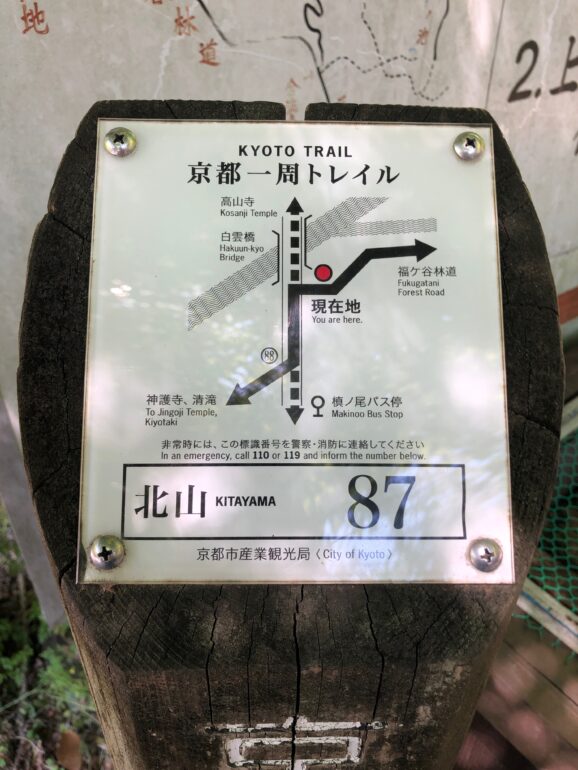 地
林道
2.上
KYOTO TRAIL
京都一周トレイル
高山寺
Kosanji Temple
白雲橋
Hakuun-kyo
Bridge
福ケ谷林道
Fukugatani
Forest Road
現在地
You are here.
88
神護寺、清滝
To Jingoji Temple,
Kiyotaki
槙ノ尾バス停
Makinoo Bus Stop
非常時には、この標識番号を警察・消防に連絡してください
In an emergency, call 110 or 119 and inform the number below.
北山 KITAYAMA 87
京都市産業観光局〈City of Kyoto〉